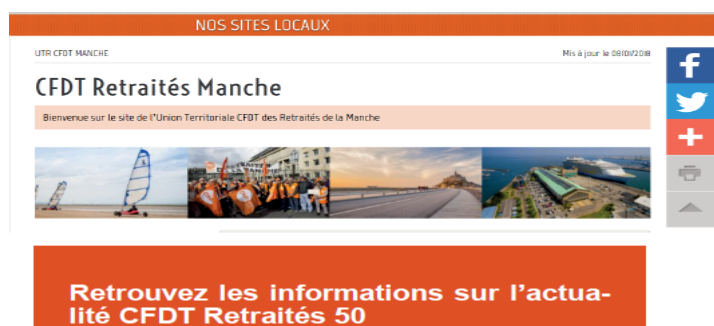 NOS SITES LOCAUX
UTR CFDT MANCHE
Mis à jour le 08/01/2018
CFDT Retraités Manche
Bienvenue sur le site de l'Union Territoriale CFDT des Retraités de la Manche
Retrouvez les informations sur l'actua-
lité CFDT Retraités 50